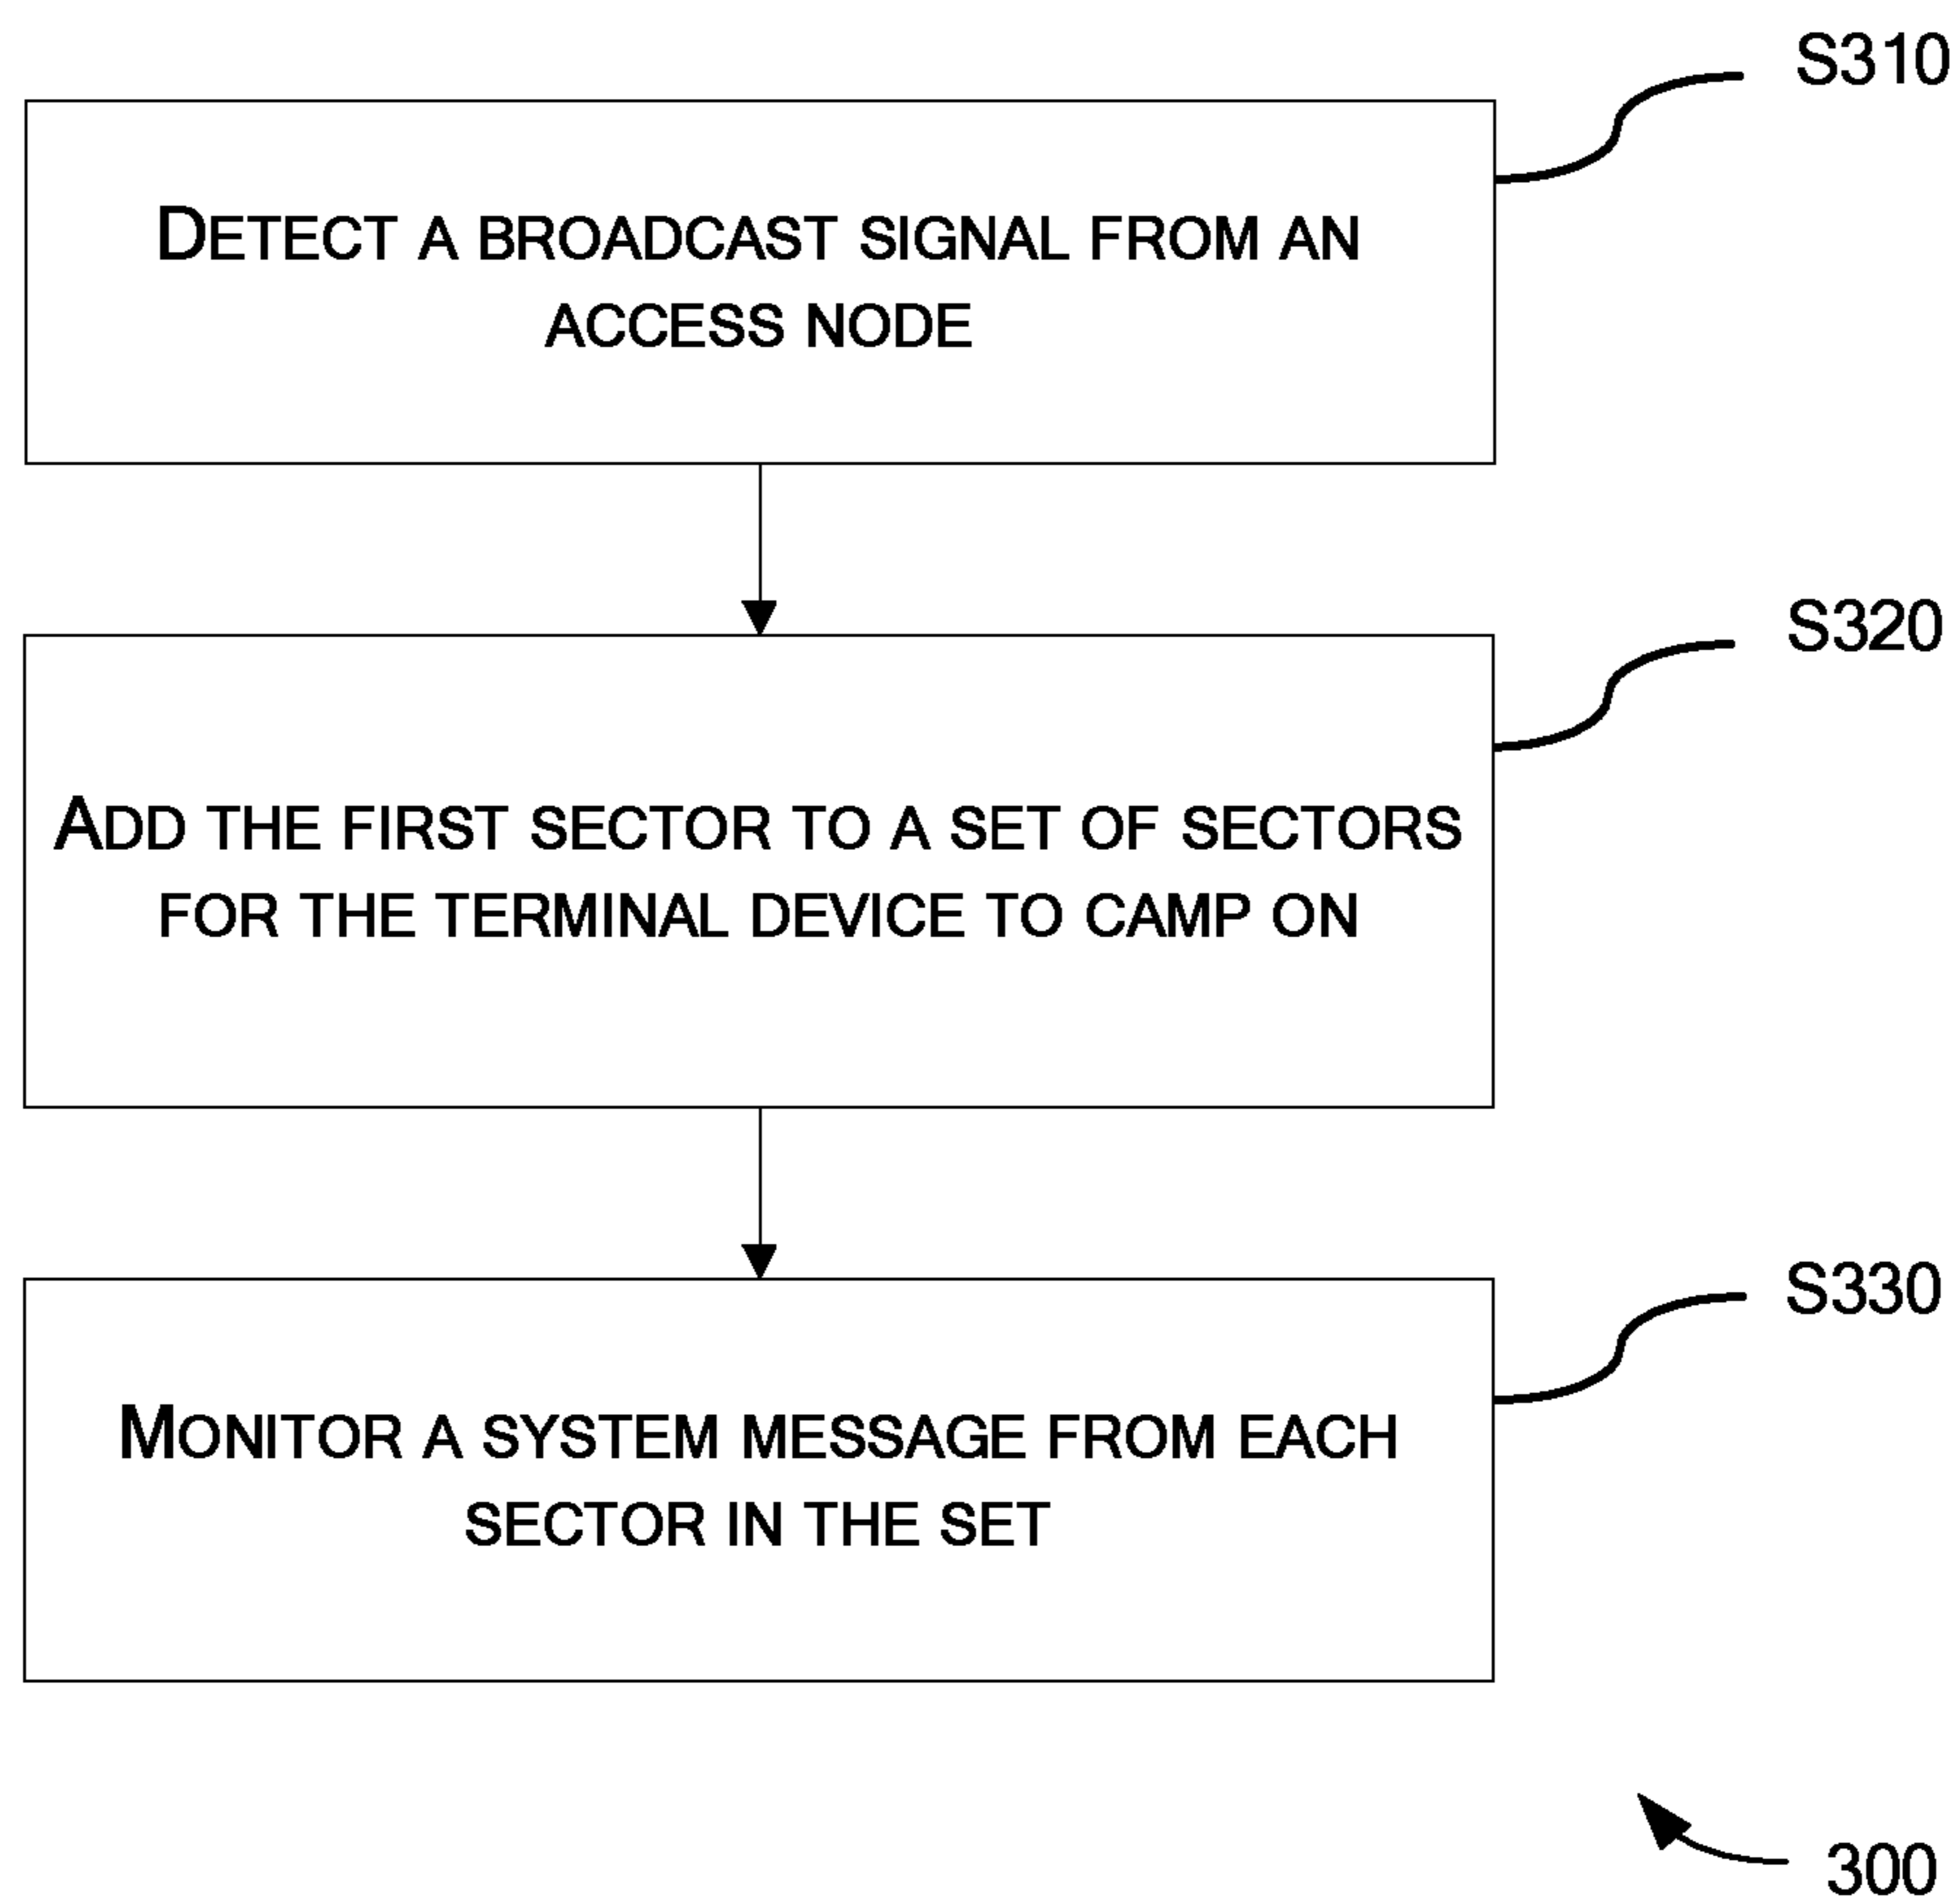 S310
DETECT A BROADCAST SIGNAL FROM AN
ACCESS NODE
S320
ADD THE FIRST SECTOR TO A SET OF SECTORS
FOR THE TERMINAL DEVICE TO CAMP ON
S330
MONITOR A SYSTEM MESSAGE FROM EACH
SECTOR IN THE SET
300